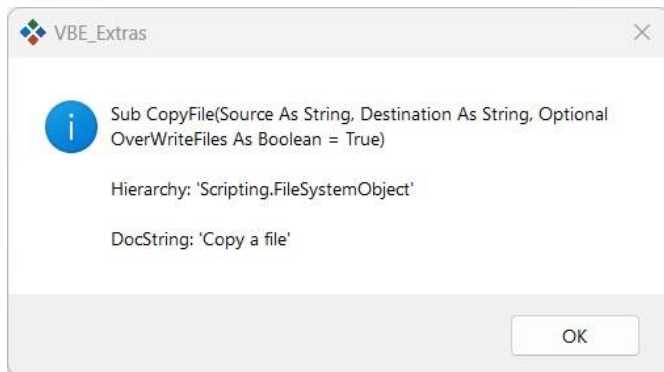 VBE_Extras
Sub CopyFile(Source As String, Destination As String, Optional
OverWriteFiles As Boolean = True)
Hierarchy: 'Scripting.FileSystemObject'
DocString: 'Copy a file'
OK